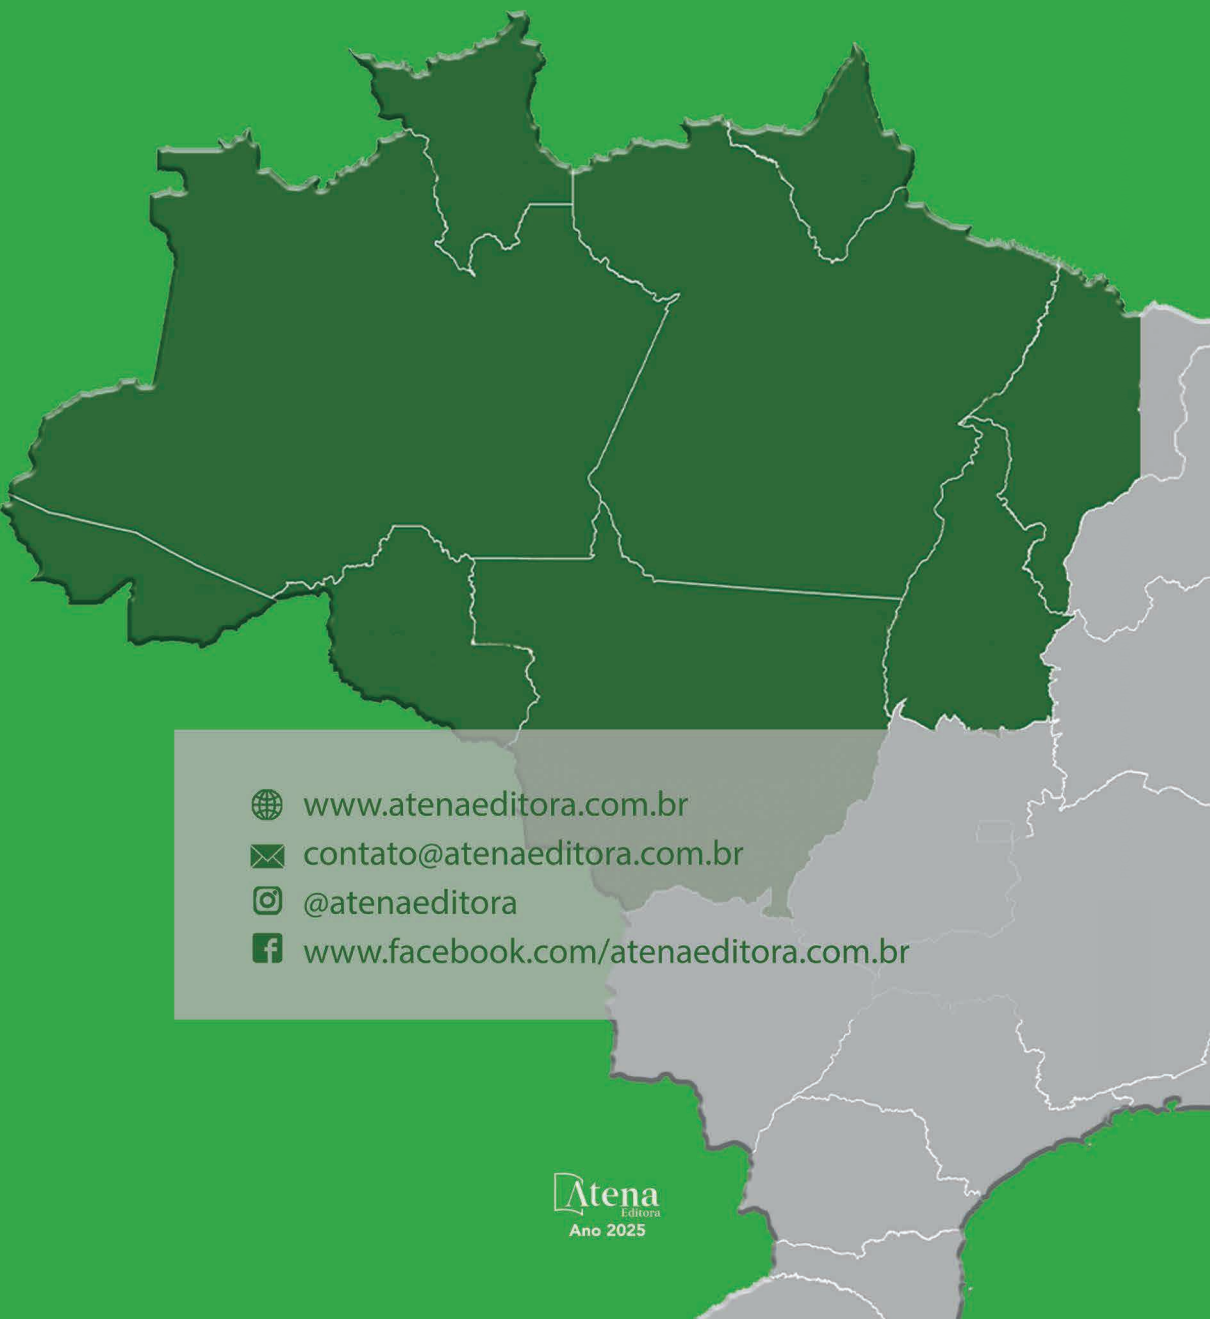 www.atenaeditora.com.br
contato@atenaeditora.com.br
@atenaeditora
www.facebook.com/atenaeditora.com.br
Atena
Editora
Ano 2025